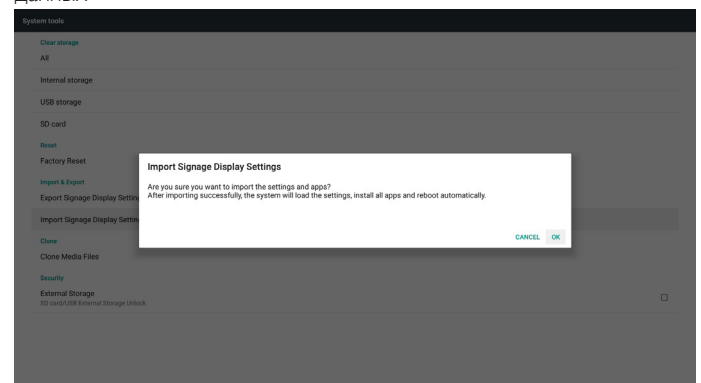 данных
System tools
Clear storage
All
Internal storage
USB storage
SD card
Reset
Factory Reset
Import & Export
Export Signage Display Settin
Import Signage Display Settin
Clone
Clone Media Files
Security
External Storage
SD card/USB External Storage Unlock
Import Signage Display Settings
Are you sure you want to import the settings and apps?
After importing successfully, the system will load the settings, install all apps and reboot automatically.
CANCEL OK